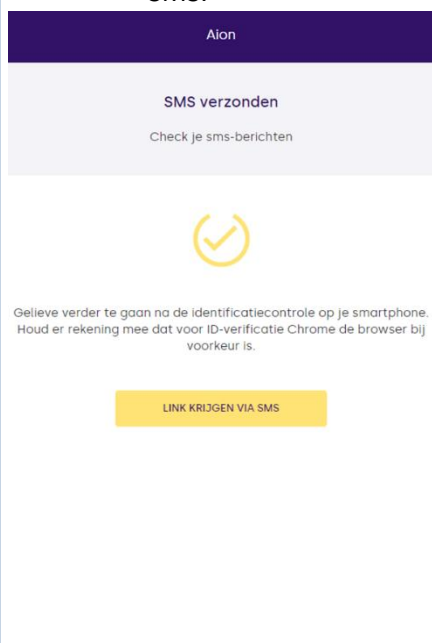 Aion
SMS verzonden
Check je sms-berichten
Gelieve verder te gaan na de identificatiecontrole op je smartphone.
Houd er rekening mee dat voor ID-verificatie Chrome de browser bij
voorkeur is.
LINK KRIJGEN VIA SMS